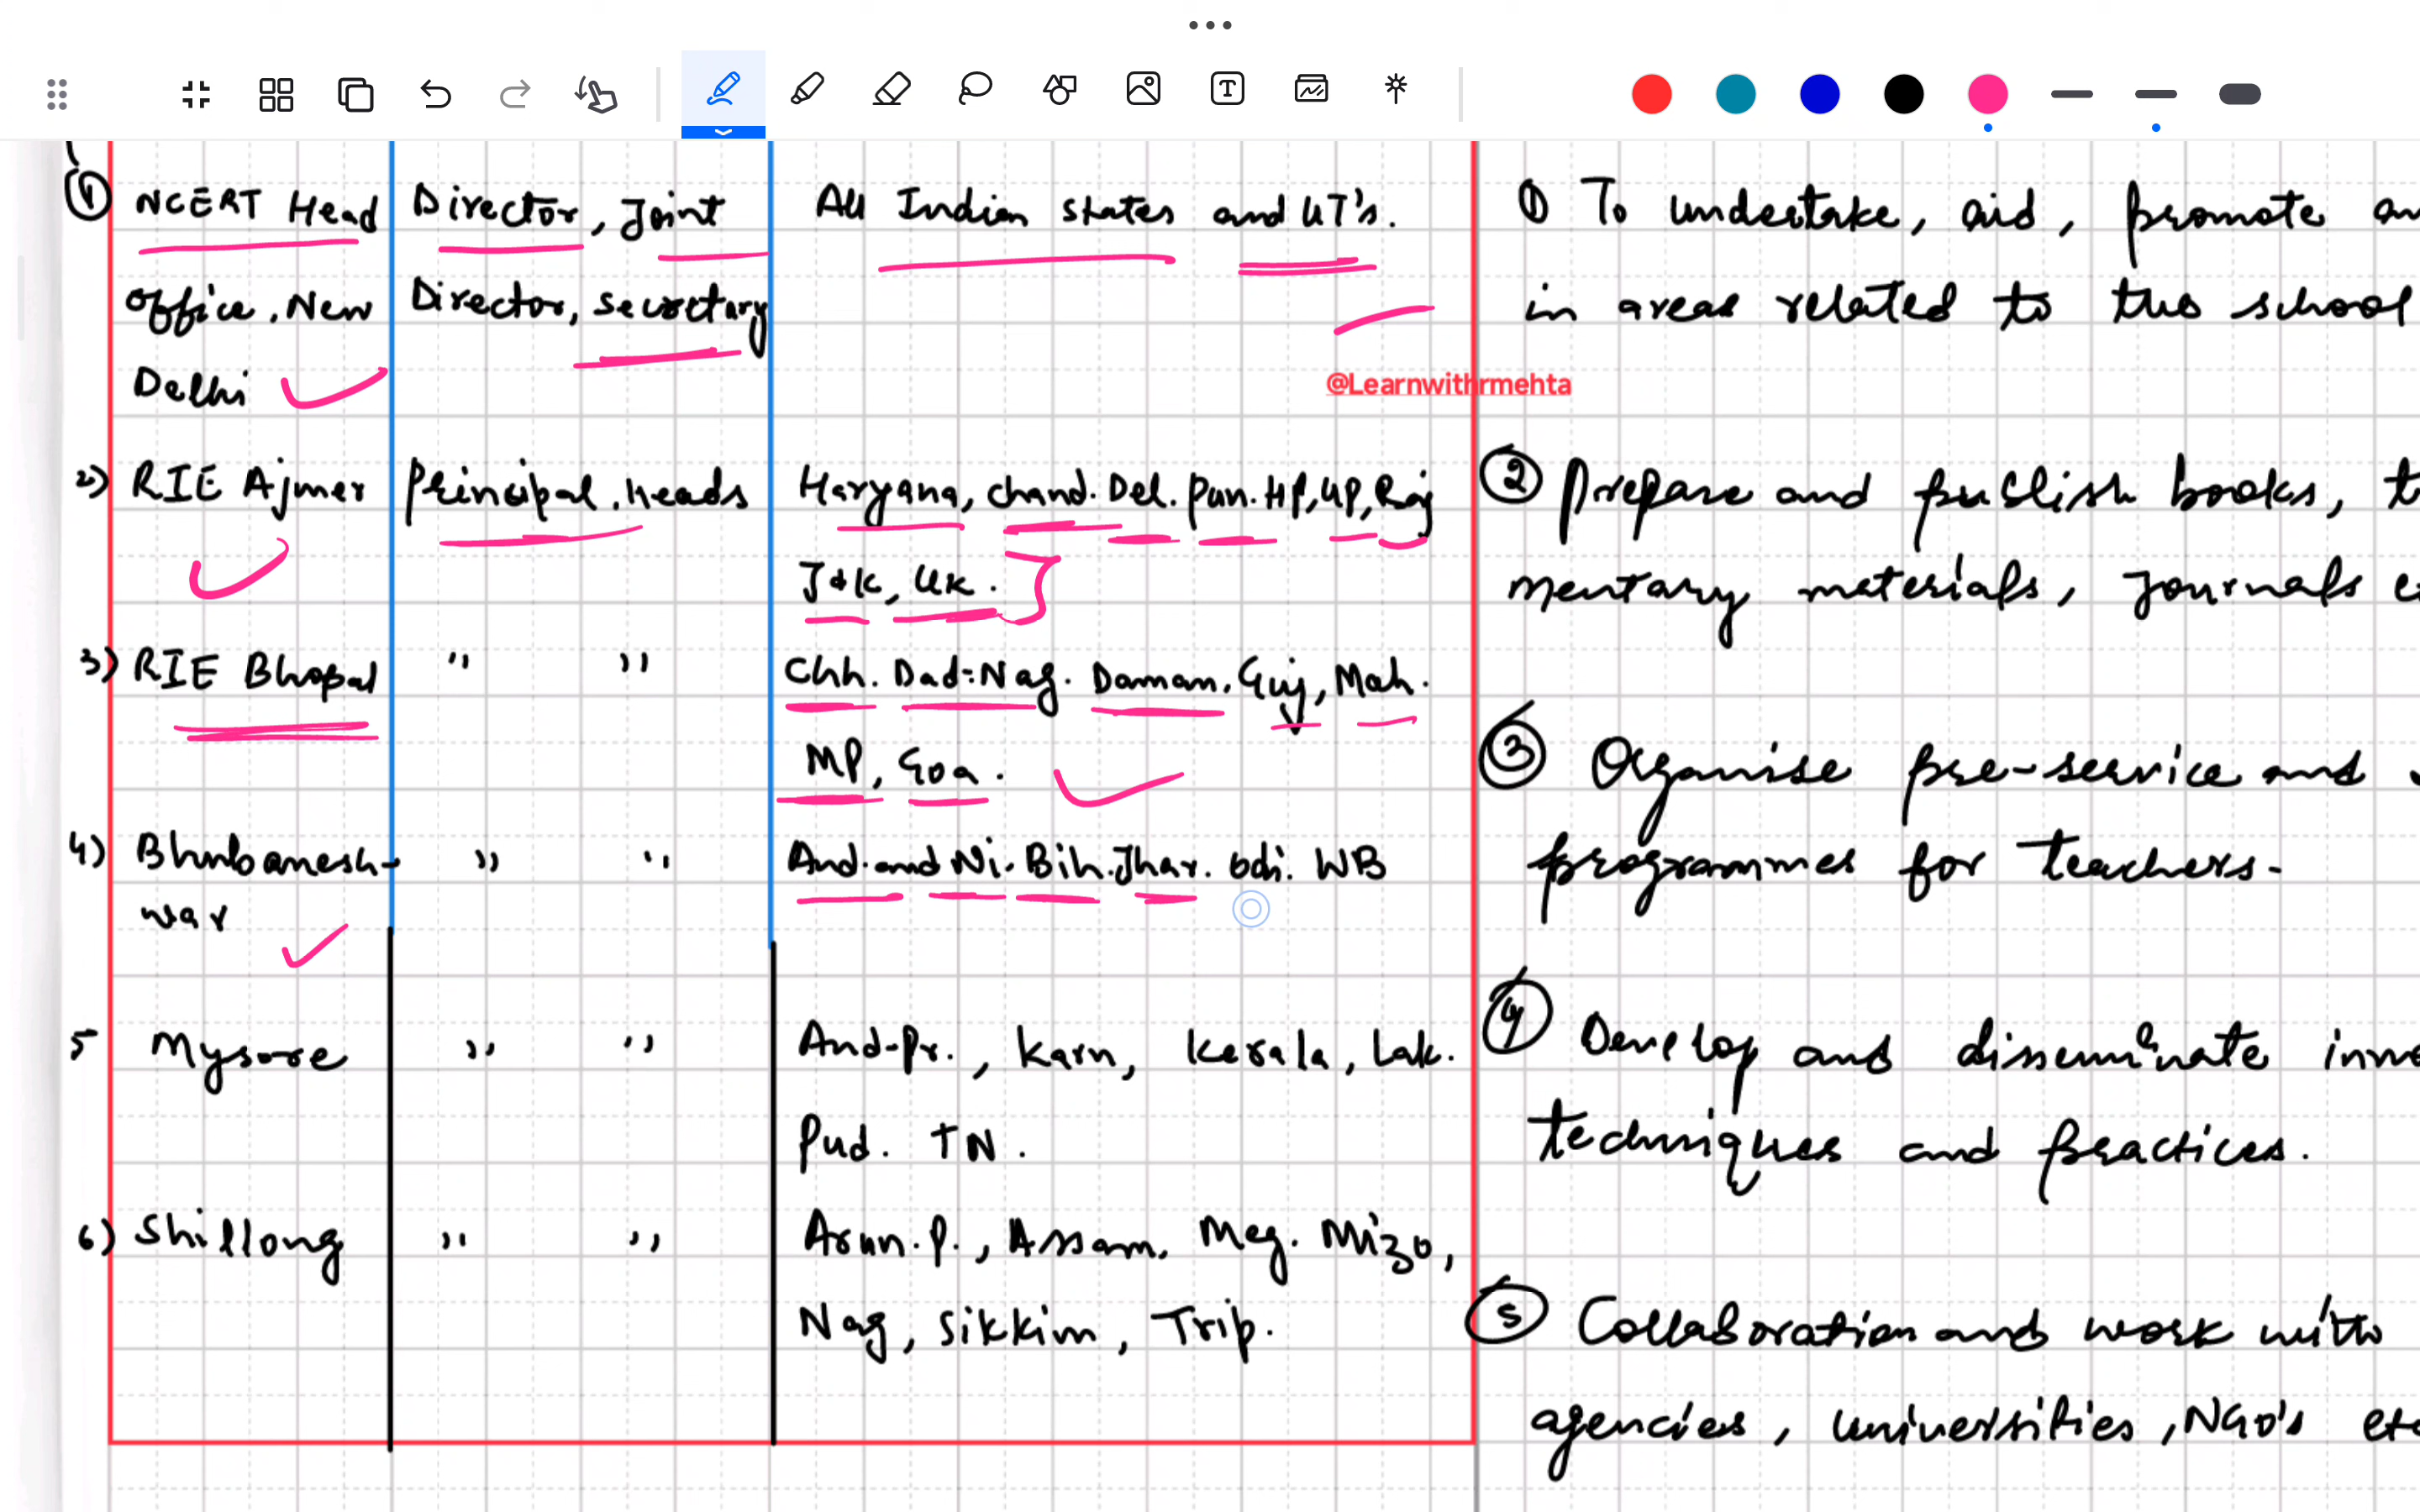 ① NCERT Head Director, Joint All Indian states and UT's.
office, New Director, secretary
Delhi
@Learnwithrmehta
2) RIE Ajmer Principal, Heads Haryana, Chand. Del. Pun. HP, UP, Raj
J&K, UK.
3) RIE Bhopal " " Chh. Dad-Nag. Daman, Guj, Mah.
MP, Goa.
4) Bhubanesh- " " And. and Ni. Bih. Jhar. Odi. WB
war
5 Mysore " " And-Pr., Karn, Kerala, Lak.
Pud. TN.
6) Shillong " " Arun. P., Assam, Meg. Mizo,
Nag, Sikkim, Trip.
① To undertake, aid, promote an
in areas related to the school
② Prepare and publish books, t
mentary materials, Journals e
③ Organise pre-service and
programmes for teachers-
④ Develop and disseminate inno
techniques and practices.
⑤ Collaboration and work with
agencies, universities, NGO's etc